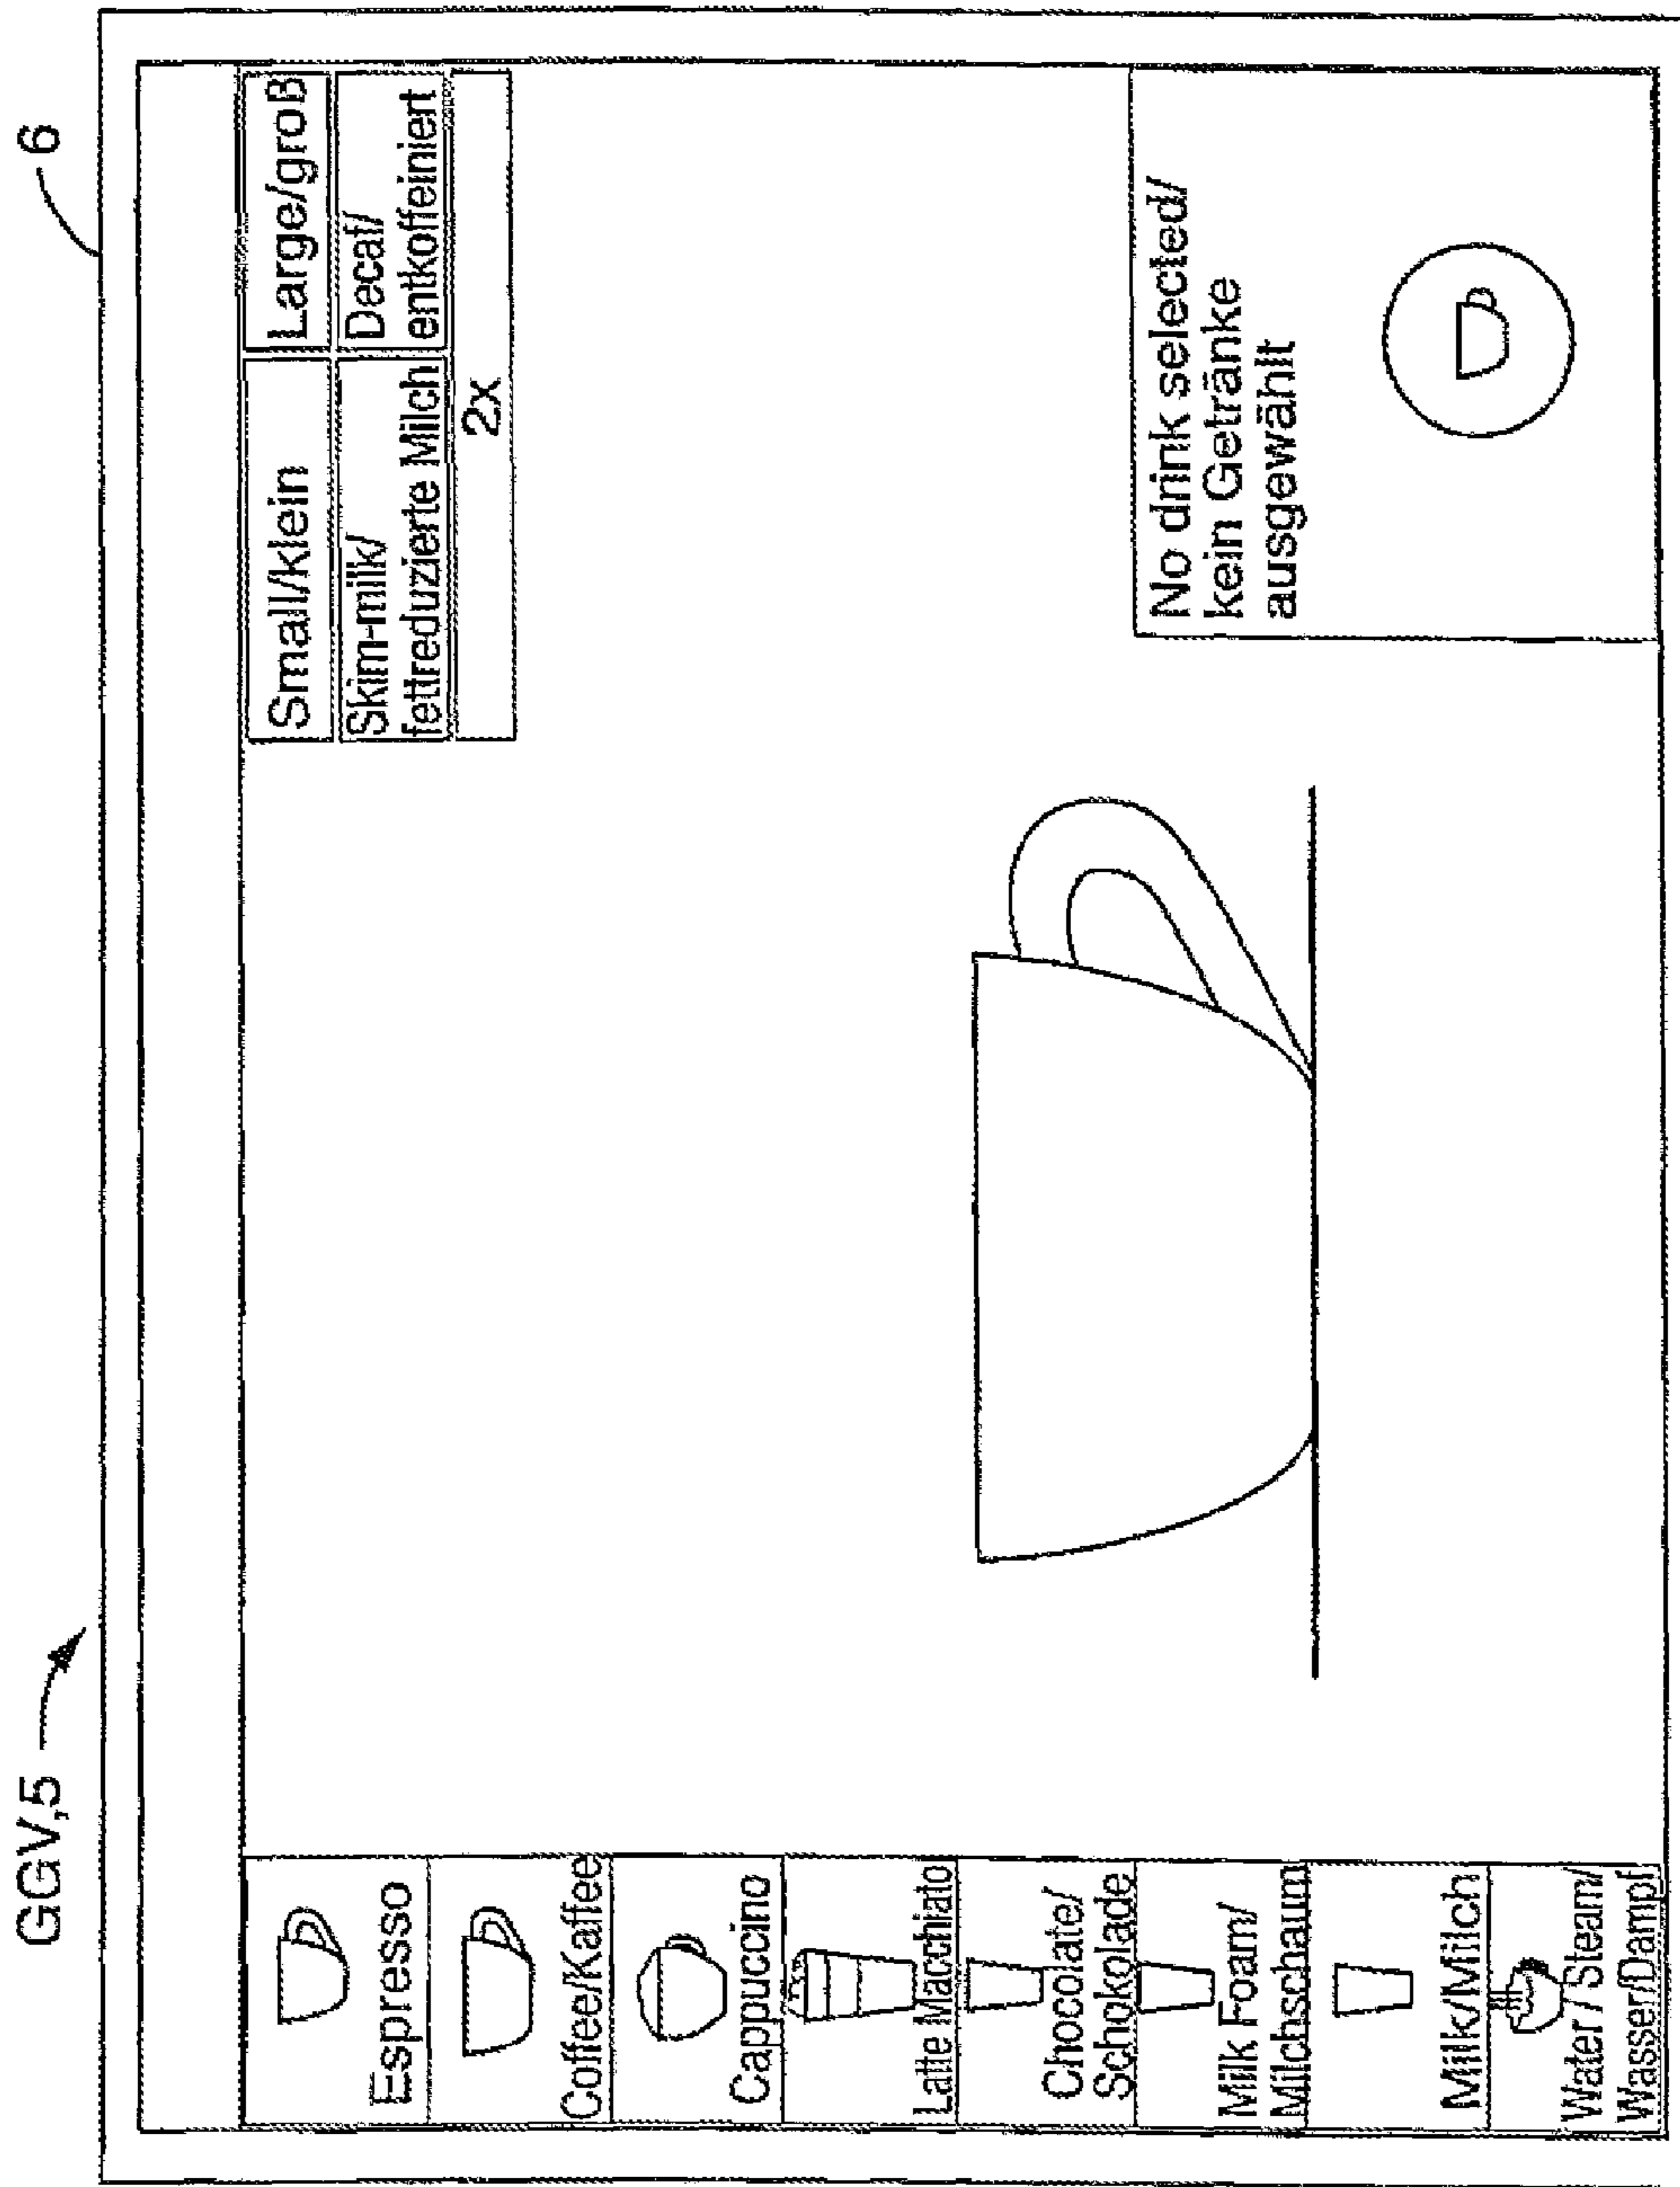 GGV,5
6
Espresso
Coffee/Kaffee
Cappuccino
Latte Machiato
Chocolate/
Schokolade
Milk Foam/
Milchschaum
Milk/Milch
Water / Steam/
Wasser/Dampf
Small/klein
Large/groß
Skim-milk/
fettreduzierte Milch
Decaf/
entkoffeiniert
2x
No drink selected/
kein Getränke
ausgewählt